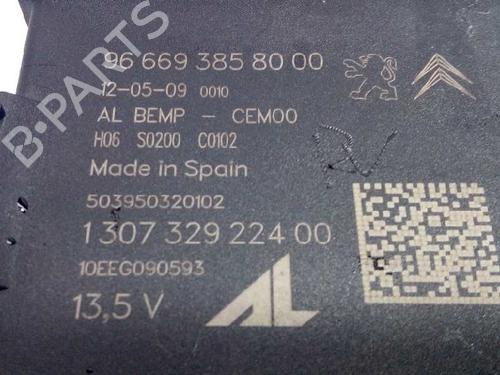 96 669 385 80 00
12-05-09 0010
AL BEMP - CEM00
H06 S0200 C0102
Made in Spain
503950320102
1 307 329 224 00
10EEG090593
13,5 V
AL
B-PARTS